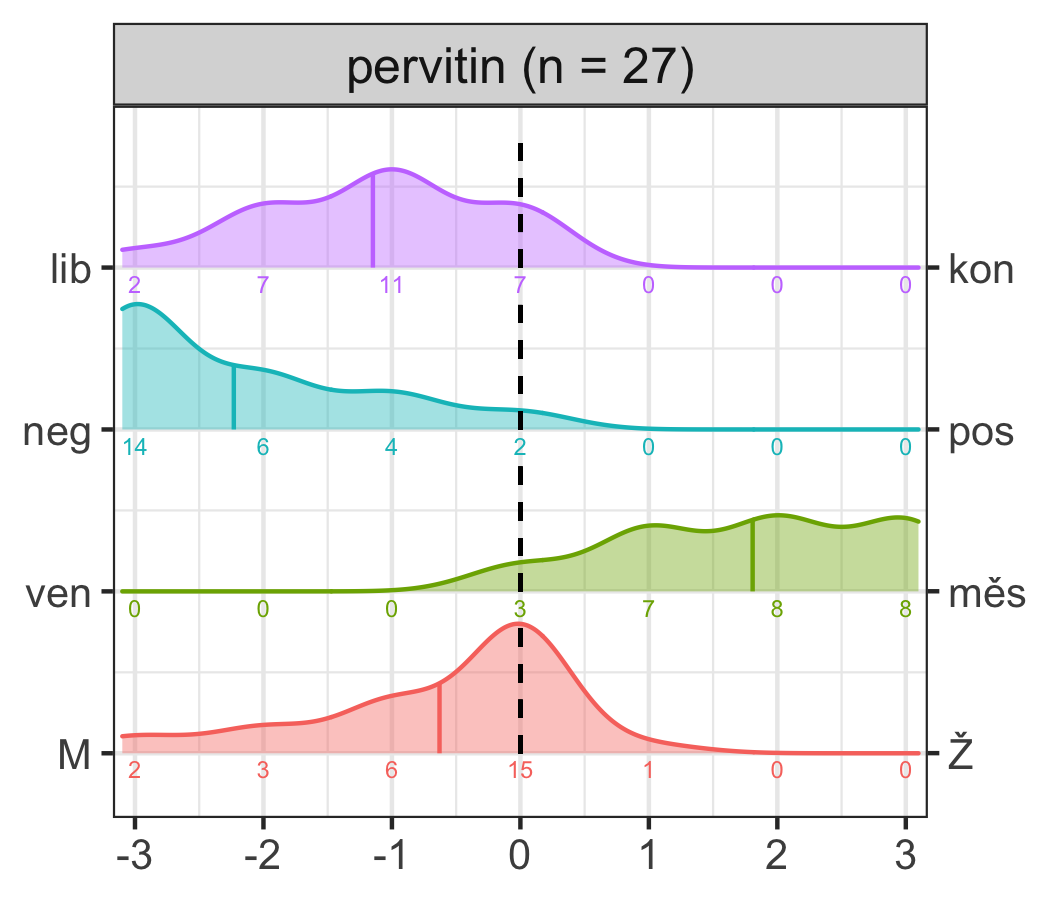 pervitin (n = 27)
lib kon
2 7 11 7 0 0 0
neg pos
14 6 4 2 0 0 0
ven měs
0 0 0 3 7 8 8
M Ž
2 3 6 15 1 0 0
-3 -2 -1 0 1 2 3